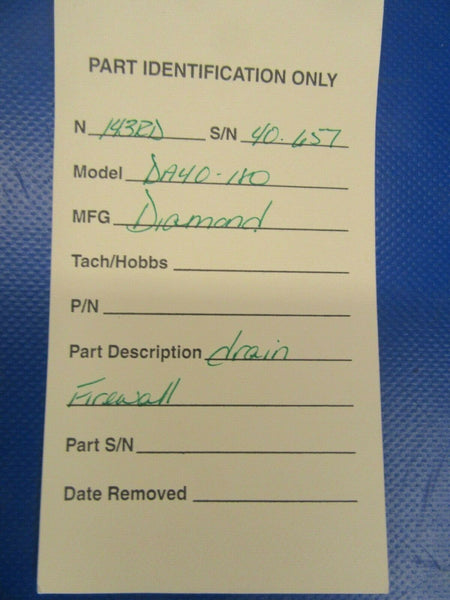 PART IDENTIFICATION ONLY
N 143RD S/N 40.657
Model DA40-180
MFG Diamond
Tach/Hobbs
P/N
Part Description drain
Firewall
Part S/N
Date Removed